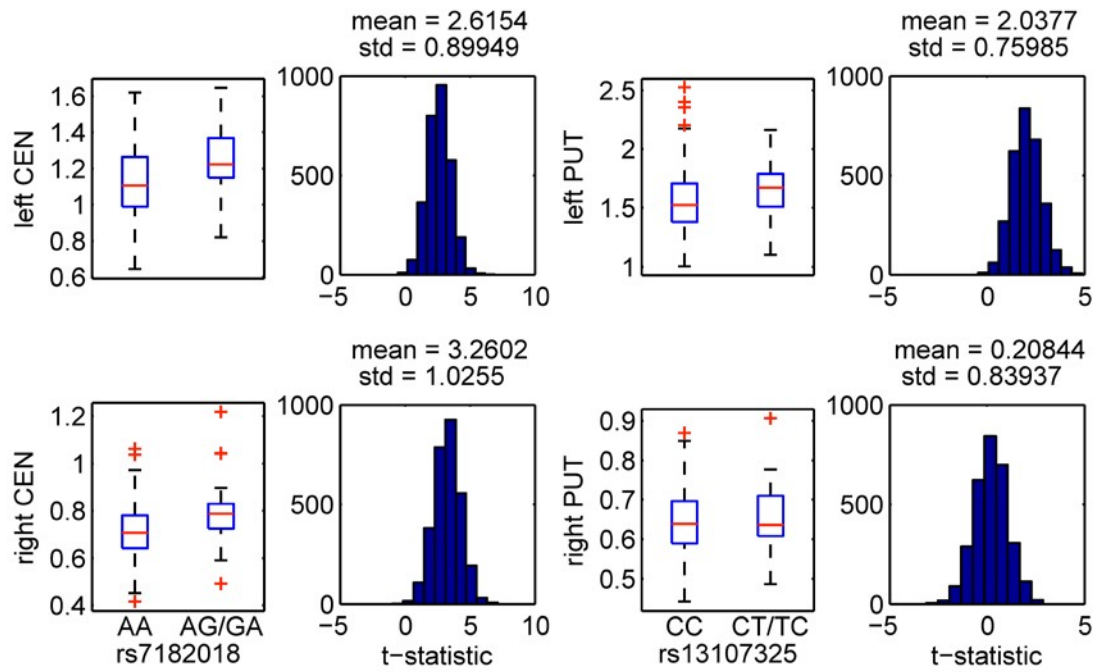 mean = 2.6154
std = 0.89949
mean = 2.0377
std = 0.75985
left CEN
1.6
1.4
1.2
1
0.8
0.6
1000
500
0
−5
0
5
10
left PUT
2.5
2
1.5
1
1000
500
0
−5
0
5
mean = 3.2602
std = 1.0255
mean = 0.20844
std = 0.83937
right CEN
1.2
1
0.8
0.6
0.4
AA
AG/GA
rs7182018
1000
500
0
−5
0
5
10
t−statistic
right PUT
0.9
0.8
0.7
0.6
0.5
CC
CT/TC
rs13107325
1000
500
0
−5
0
5
t−statistic